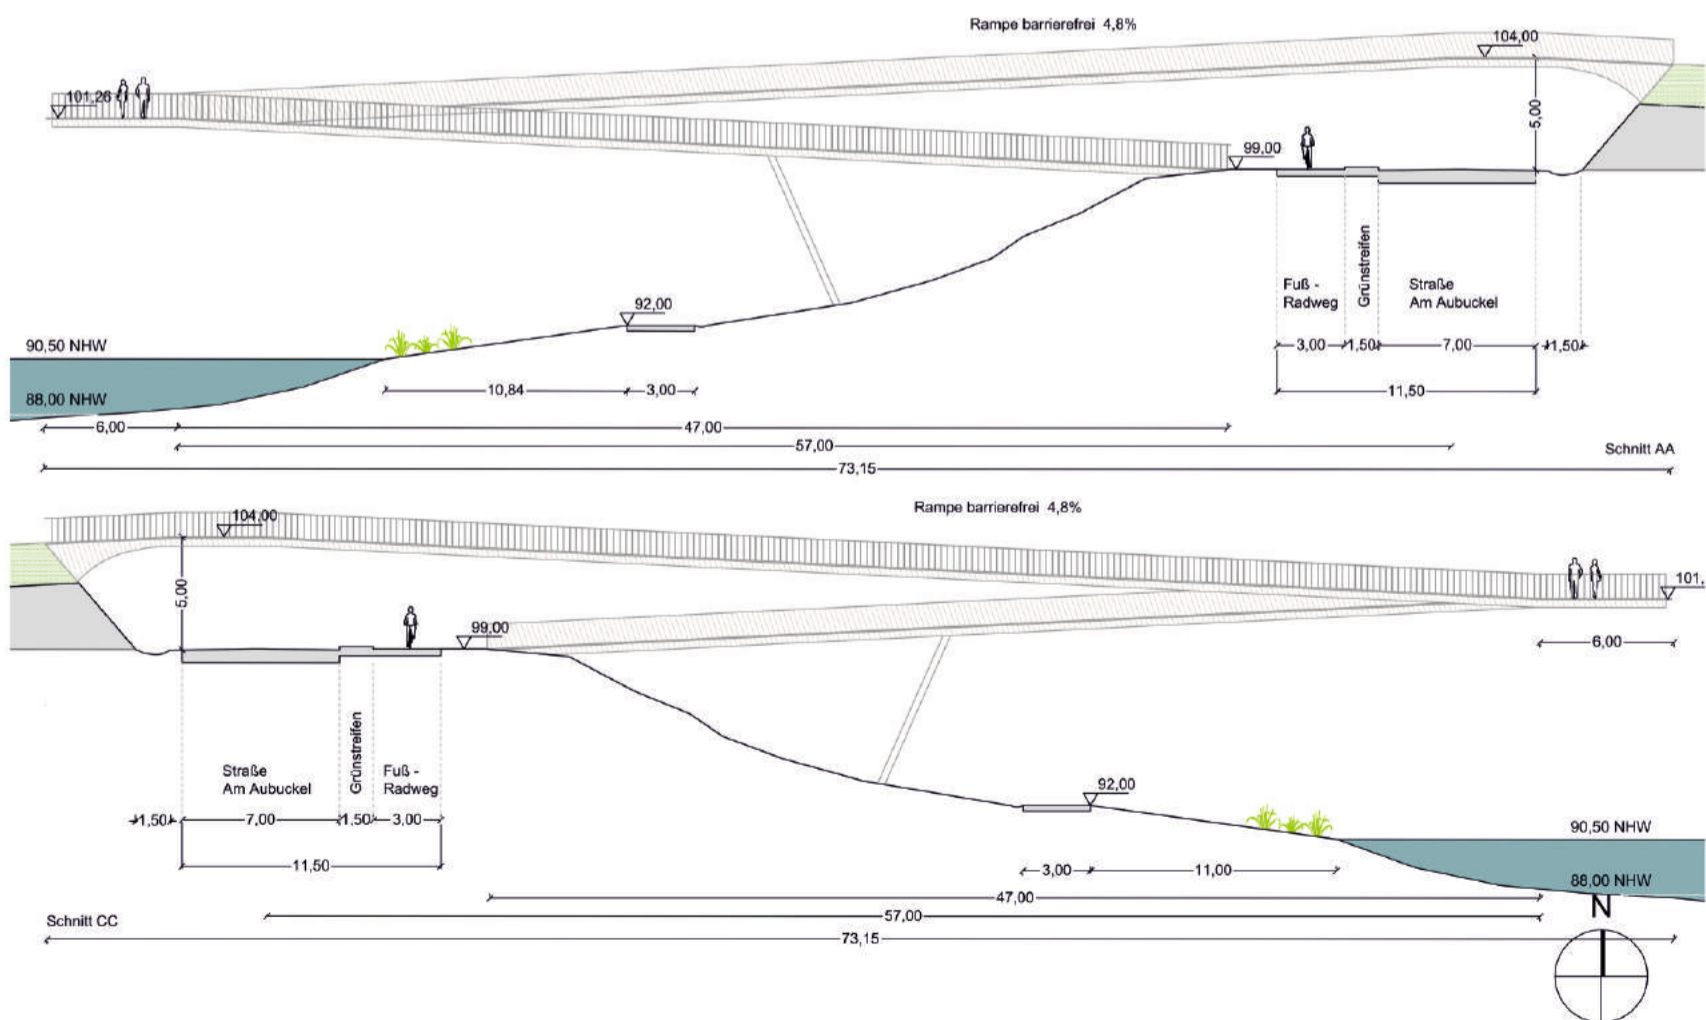 Rampe barrierefrei 4,8%
104,00
101,26
5,00
99,00
Fuß -
Radweg
Grünstreifen
Straße
Am Aubuckel
92,00
90,50 NHW
3,00
1,50
7,00
1,50
10,84
3,00
11,50
88,00 NHW
6,00
47,00
57,00
Schnitt AA
73,15
Rampe barrierefrei 4,8%
104,00
101,
5,00
99,00
6,00
Straße
Am Aubuckel
Grünstreifen
Fuß -
Radweg
92,00
1,50
7,00
1,50
3,00
90,50 NHW
11,50
3,00
11,00
88,00 NHW
47,00
N
57,00
Schnitt CC
73,15